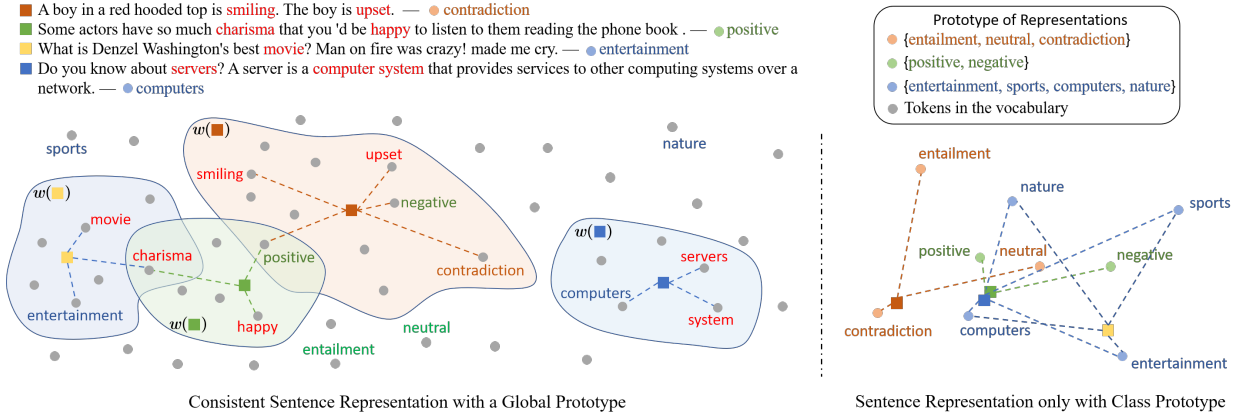 A boy in a red hooded top is smiling. The boy is upset. — contradiction
Some actors have so much charisma that you 'd be happy to listen to them reading the phone book . — positive
What is Denzel Washington's best movie? Man on fire was crazy! made me cry. — entertainment
Do you know about servers? A server is a computer system that provides services to other computing systems over a
network. — computers
sports
w( )
movie
charisma
entertainment
w( )
happy
positive
w( )
smiling
upset
negative
contradiction
neutral
entailment
nature
w( )
servers
computers
system
Consistent Sentence Representation with a Global Prototype
Prototype of Representations
{entailment, neutral, contradiction}
{positive, negative}
{entertainment, sports, computers, nature}
Tokens in the vocabulary
entailment
nature
sports
positive
neutral
negative
contradiction
computers
entertainment
Sentence Representation only with Class Prototype